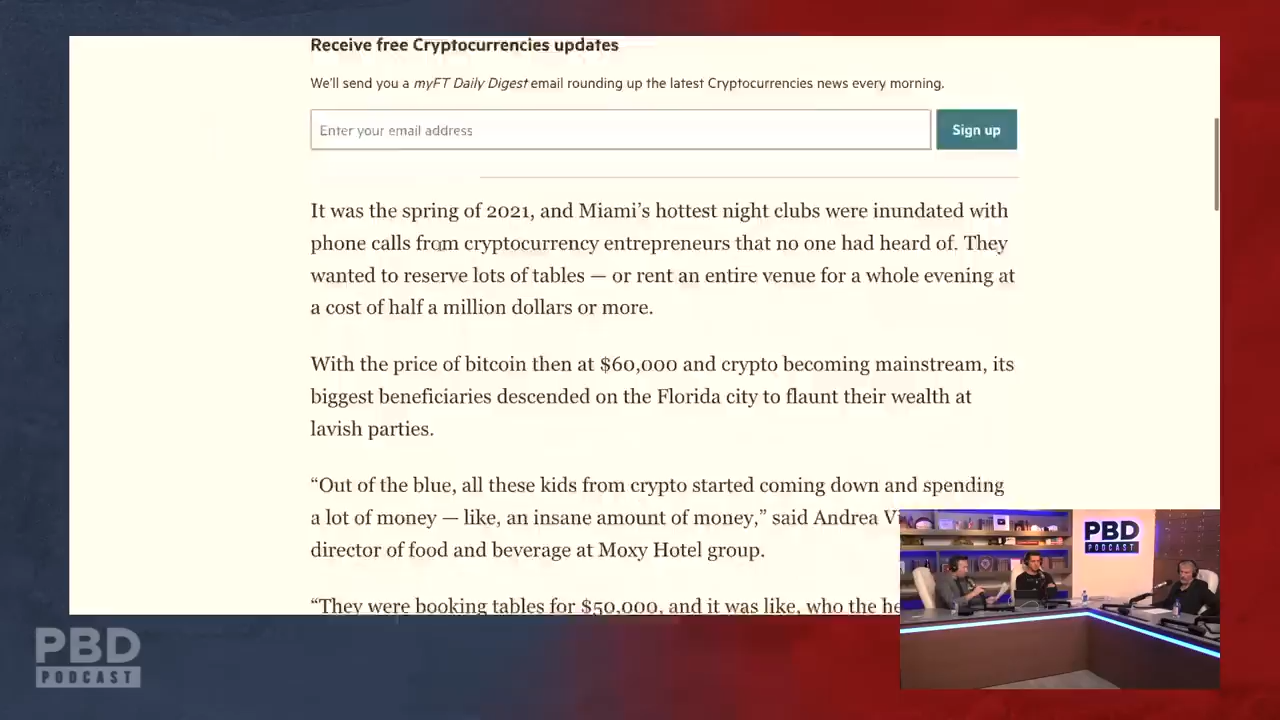 Receive free Cryptocurrencies updates
We'll send you a myFT Daily Digest email rounding up the latest Cryptocurrencies news every morning.
Enter your email address
Sign up
It was the spring of 2021, and Miami's hottest night clubs were inundated with
phone calls from cryptocurrency entrepreneurs that no one had heard of. They
wanted to reserve lots of tables — or rent an entire venue for a whole evening at
a cost of half a million dollars or more.
With the price of bitcoin then at $60,000 and crypto becoming mainstream, its
biggest beneficiaries descended on the Florida city to flaunt their wealth at
lavish parties.
“Out of the blue, all these kids from crypto started coming down and spending
a lot of money — like, an insane amount of money,” said Andrea
director of food and beverage at Moxy Hotel group.
“They were booking tables for $50,000, and it was like, who the
PBD
PODCAST
PBD
PODCAST